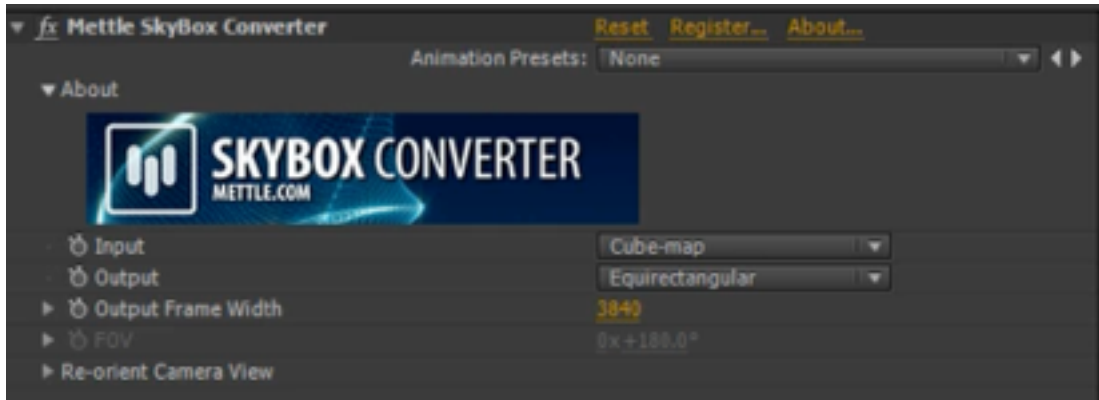 fx Mettle SkyBox Converter Reset Register... About...
Animation Presets: None
About
SKYBOX CONVERTER
METTLE.COM
Input Cube-map
Output Equirectangular
Output Frame Width 3840
FOV 0x+180.0°
Re-orient Camera View